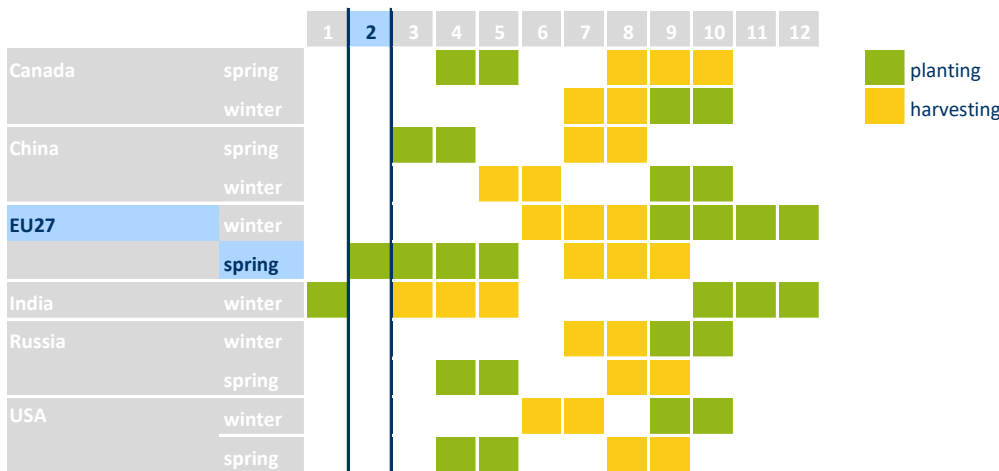 1 2 3 4 5 6 7 8 9 10 11 12
Canada spring
planting
winter
harvesting
China spring
winter
EU27 winter
spring
India winter
Russia winter
spring
USA winter
spring